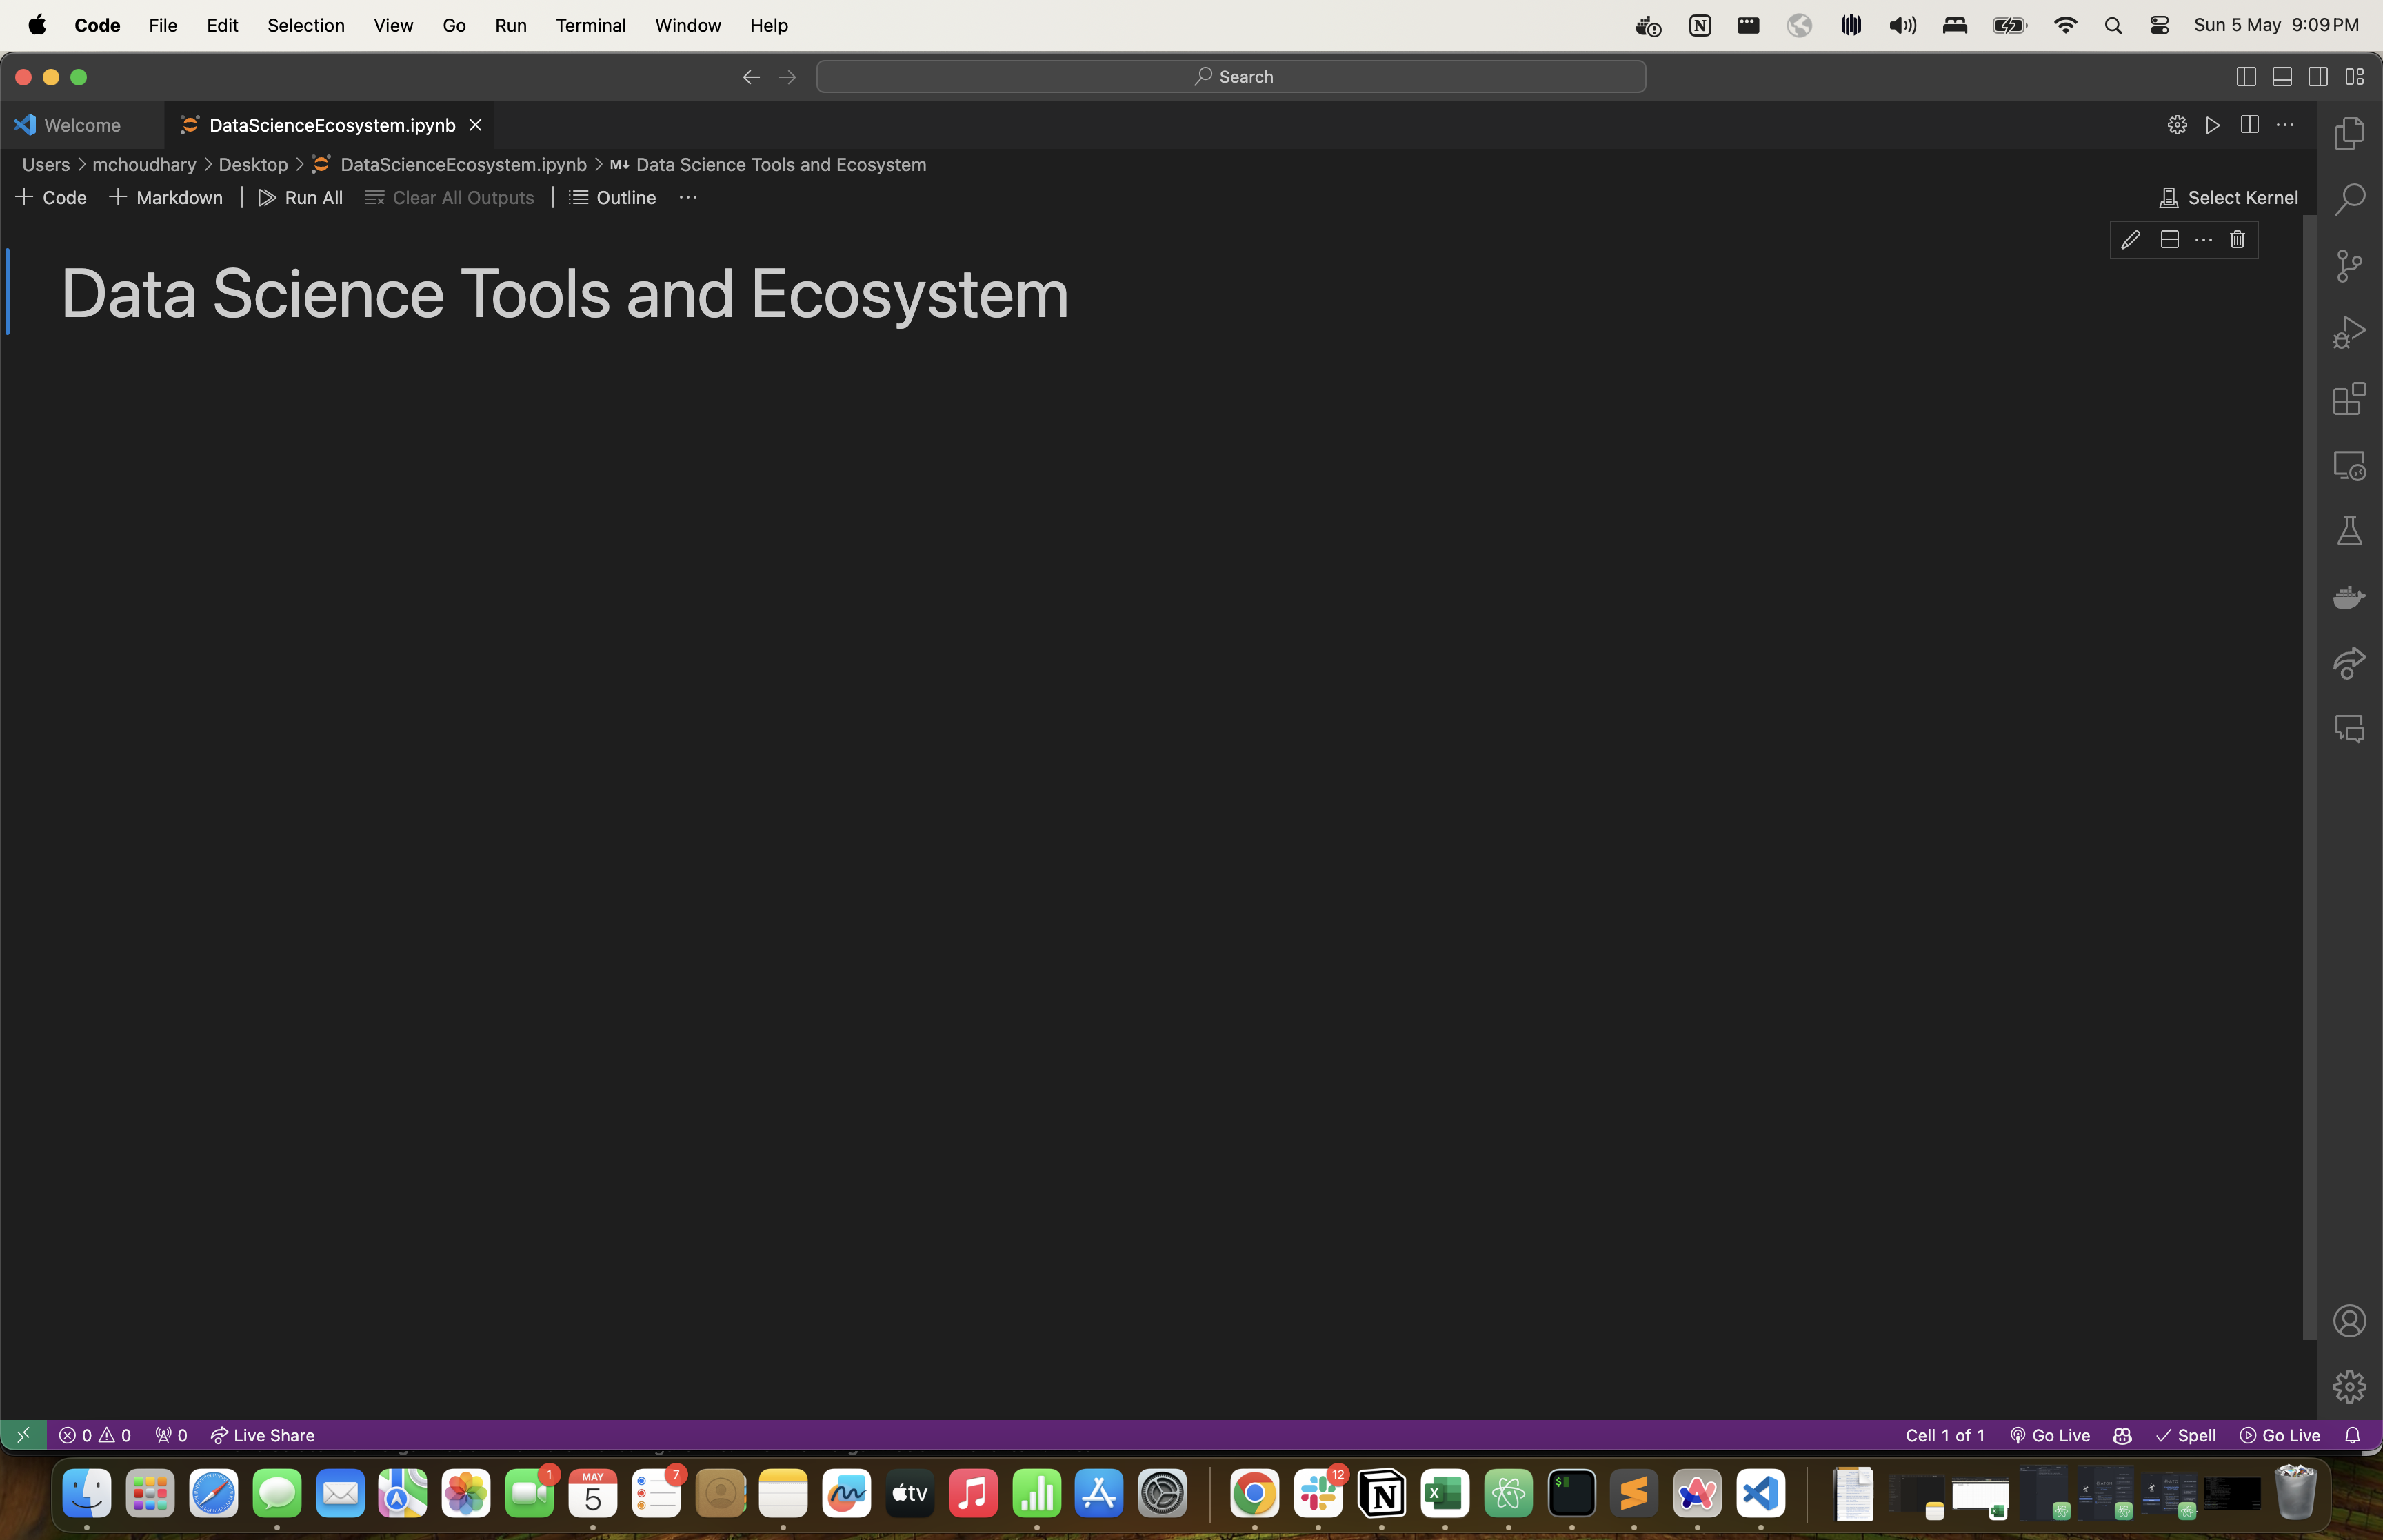 Code File Edit Selection View Go Run Terminal Window Help Sun 5 May 9:09 PM
Search
Welcome DataScienceEcosystem.ipynb
Users > mchoudhary > Desktop > DataScienceEcosystem.ipynb > M↓ Data Science Tools and Ecosystem
+ Code + Markdown | Run All Clear All Outputs | Outline ··· Select Kernel
Data Science Tools and Ecosystem
0 0 0 Live Share Cell 1 of 1 Go Live Spell Go Live
1 MAY 5 7 tv 12 N X $